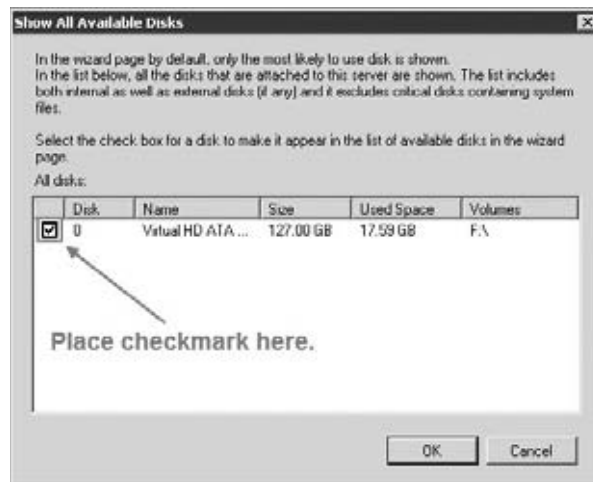 Show All Available Disks
In the wizard page by default, only the most likely to use disk is shown.
In the list below, all the disks that are attached to this server are shown. The list includes
both internal as well as external disks (if any) and it excludes critical disks containing system
files.
Select the check box for a disk to make it appear in the list of available disks in the wizard
page.
All disks:
Disk Name Size Used Space Volumes
0 Virtual HD ATA ... 127.00 GB 17.59 GB F:\
Place checkmark here.
OK Cancel